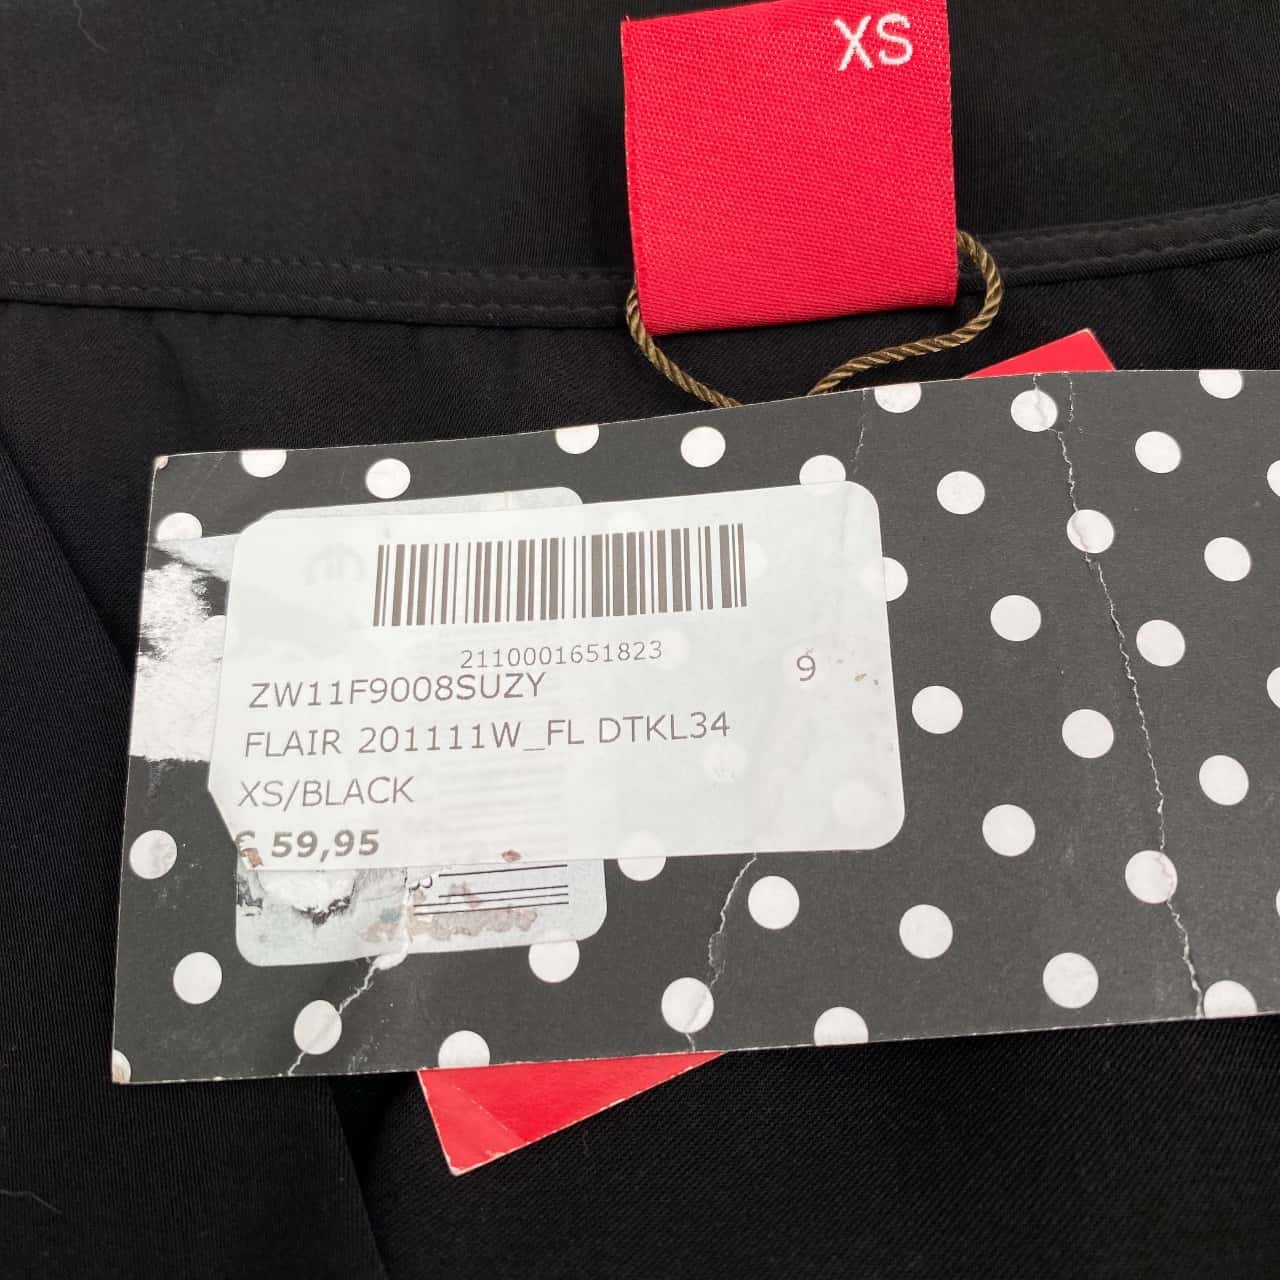 XS
2110001651823
ZW11F9008SUZY 9
FLAIR 201111W_FL DTKL34
XS/BLACK
€ 59,95